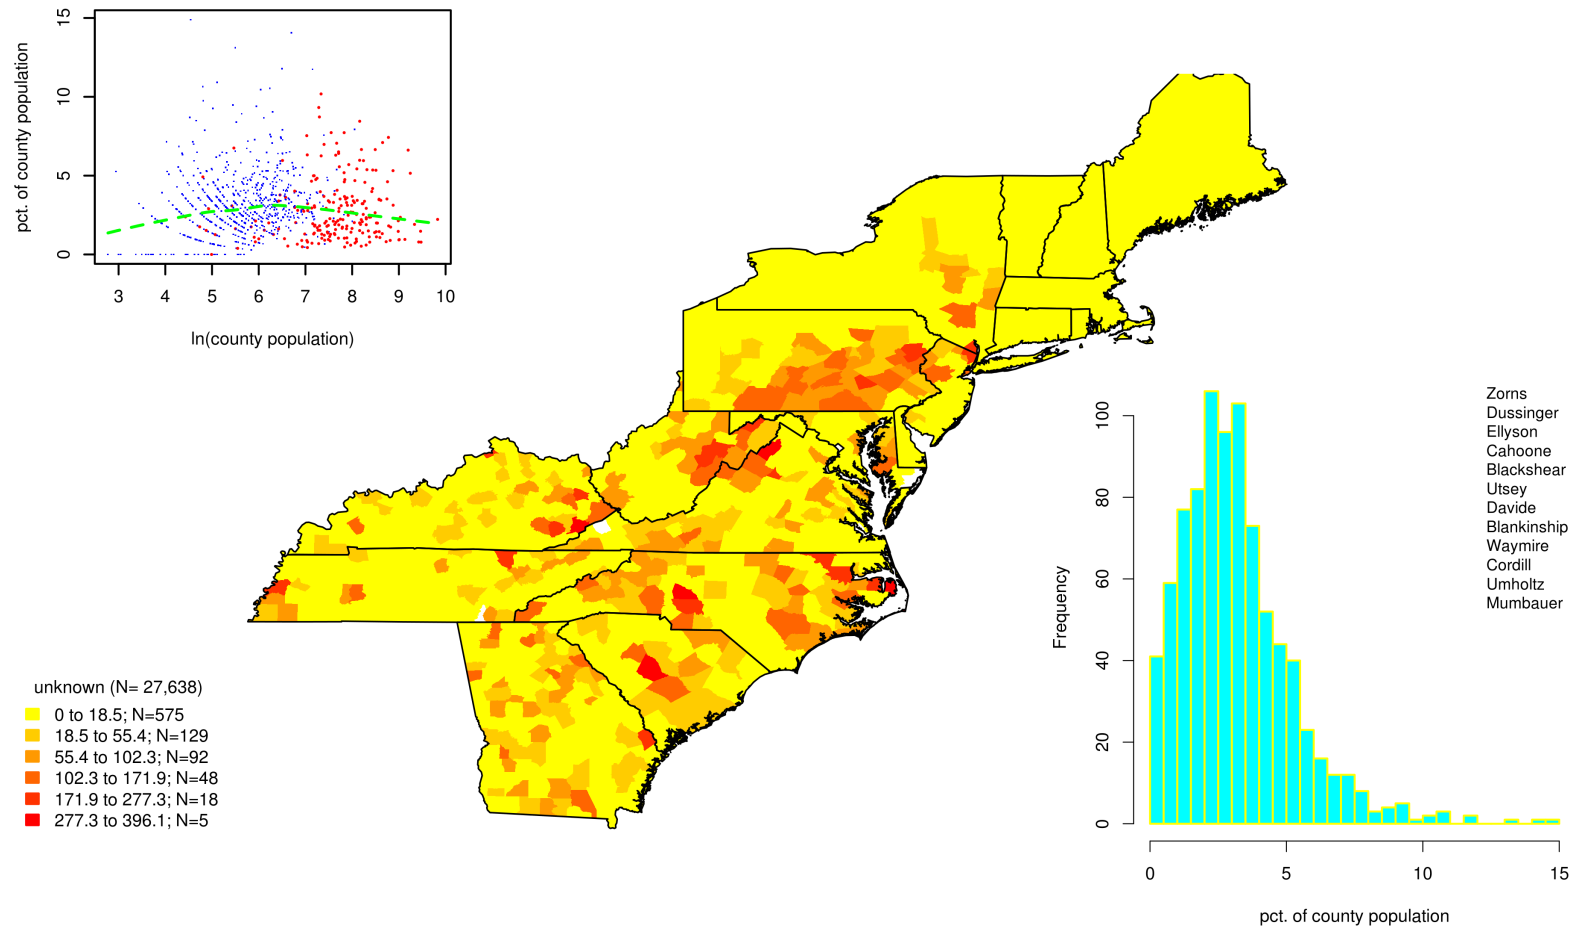 15
10
5
0
pct. of county population
3 4 5 6 7 8 9 10
ln(county population)
unknown (N= 27,638)
0 to 18.5; N=575
18.5 to 55.4; N=129
55.4 to 102.3; N=92
102.3 to 171.9; N=48
171.9 to 277.3; N=18
277.3 to 396.1; N=5
Zorns
Dussinger
Ellyson
Cahoone
Blackshear
Utsey
Davide
Blankinship
Waymire
Cordill
Umholtz
Mumbauer
100
80
60
40
20
0
Frequency
0 5 10 15
pct. of county population